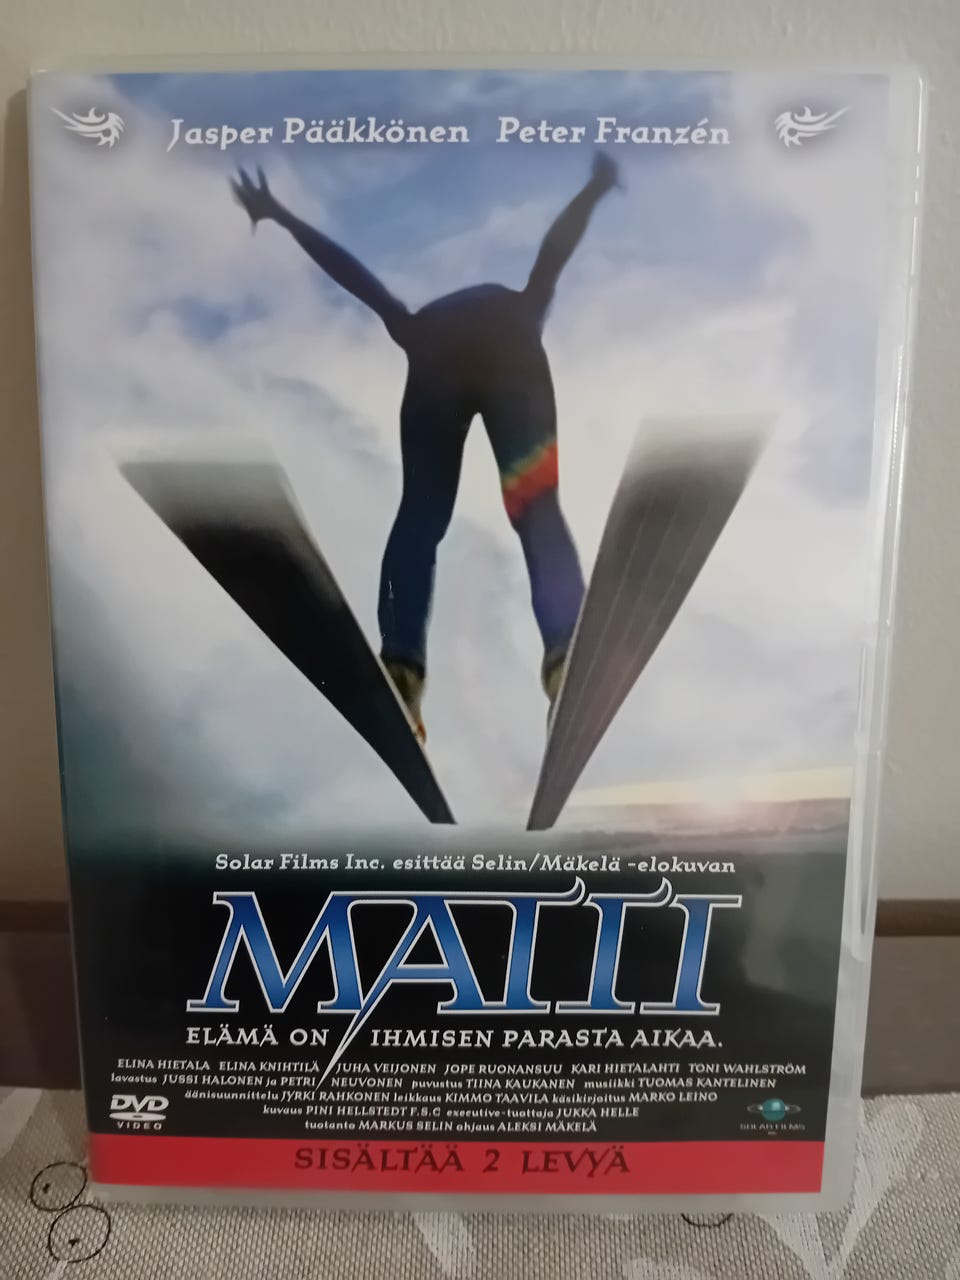 Jasper Pääkkönen Peter Franzén
Solar Films Inc. esittää Selin/Mäkelä -elokuvan
MATTI
ELÄMÄ ON IHMISEN PARASTA AIKAA.
ELINA HIETALA ELINA KNIHTILÄ JUHA VEIJONEN JOPE RUONANSUU KARI HIETALAHTI TONI WAHLSTRÖM
lavastus JUSSI HALONEN ja PETRI NEUVONEN puvustus TIINA KAUKANEN musiikki TUOMAS KANTELINEN
äänisuunnittelu JYRKI RAHKONEN leikkaus KIMMO TAAVILA käsikirjoitus MARKO LEINO
kuvaus PINI HELLSTEDT F.S.C executive-tuottaja JUKKA HELLE
tuotanto MARKUS SELIN ohjaus ALEKSI MÄKELÄ
DVD
VIDEO
SOLAR FILMS
SISÄLTÄÄ 2 LEVYÄ